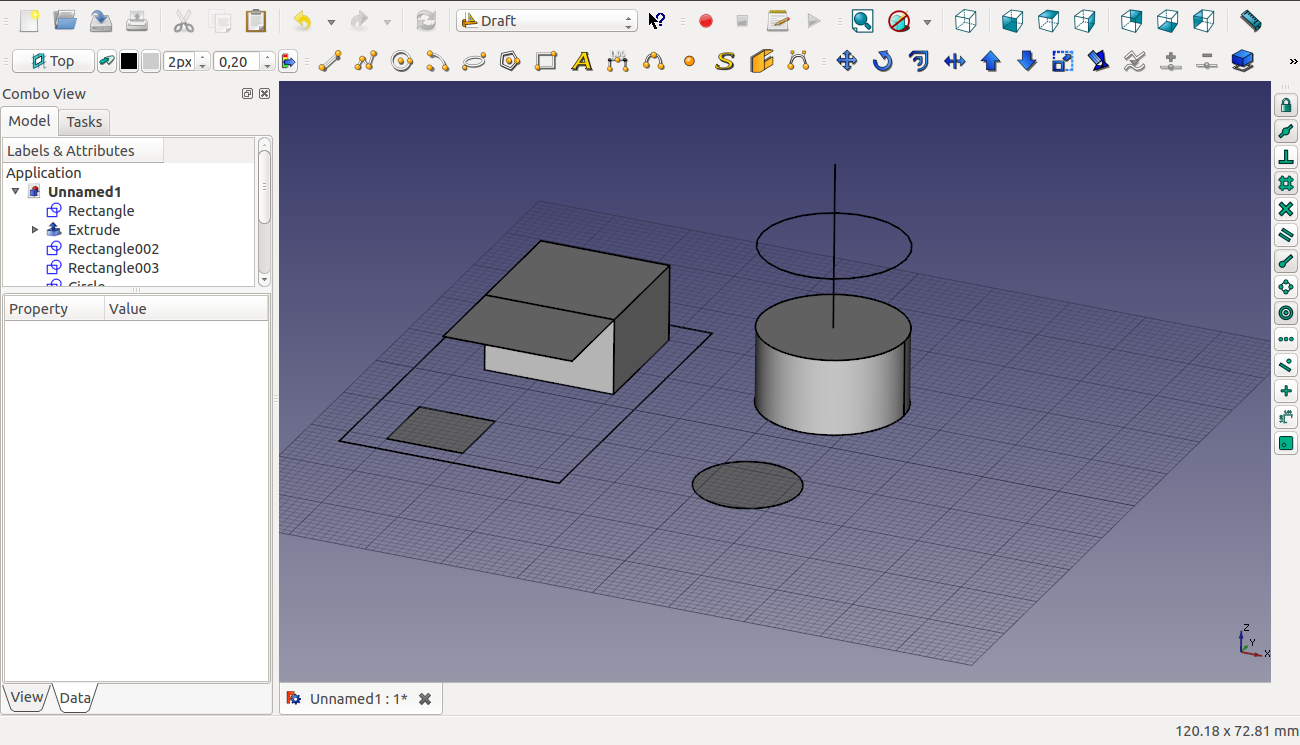 Draft
Top
2px
0,20
A
S
»
Combo View
Model
Tasks
Labels & Attributes
Application
Unnamed1
Rectangle
Extrude
Rectangle002
Rectangle003
Circle
Property
Value
View
Data
Z
Y
X
Unnamed1 : 1*
120.18 x 72.81 mm